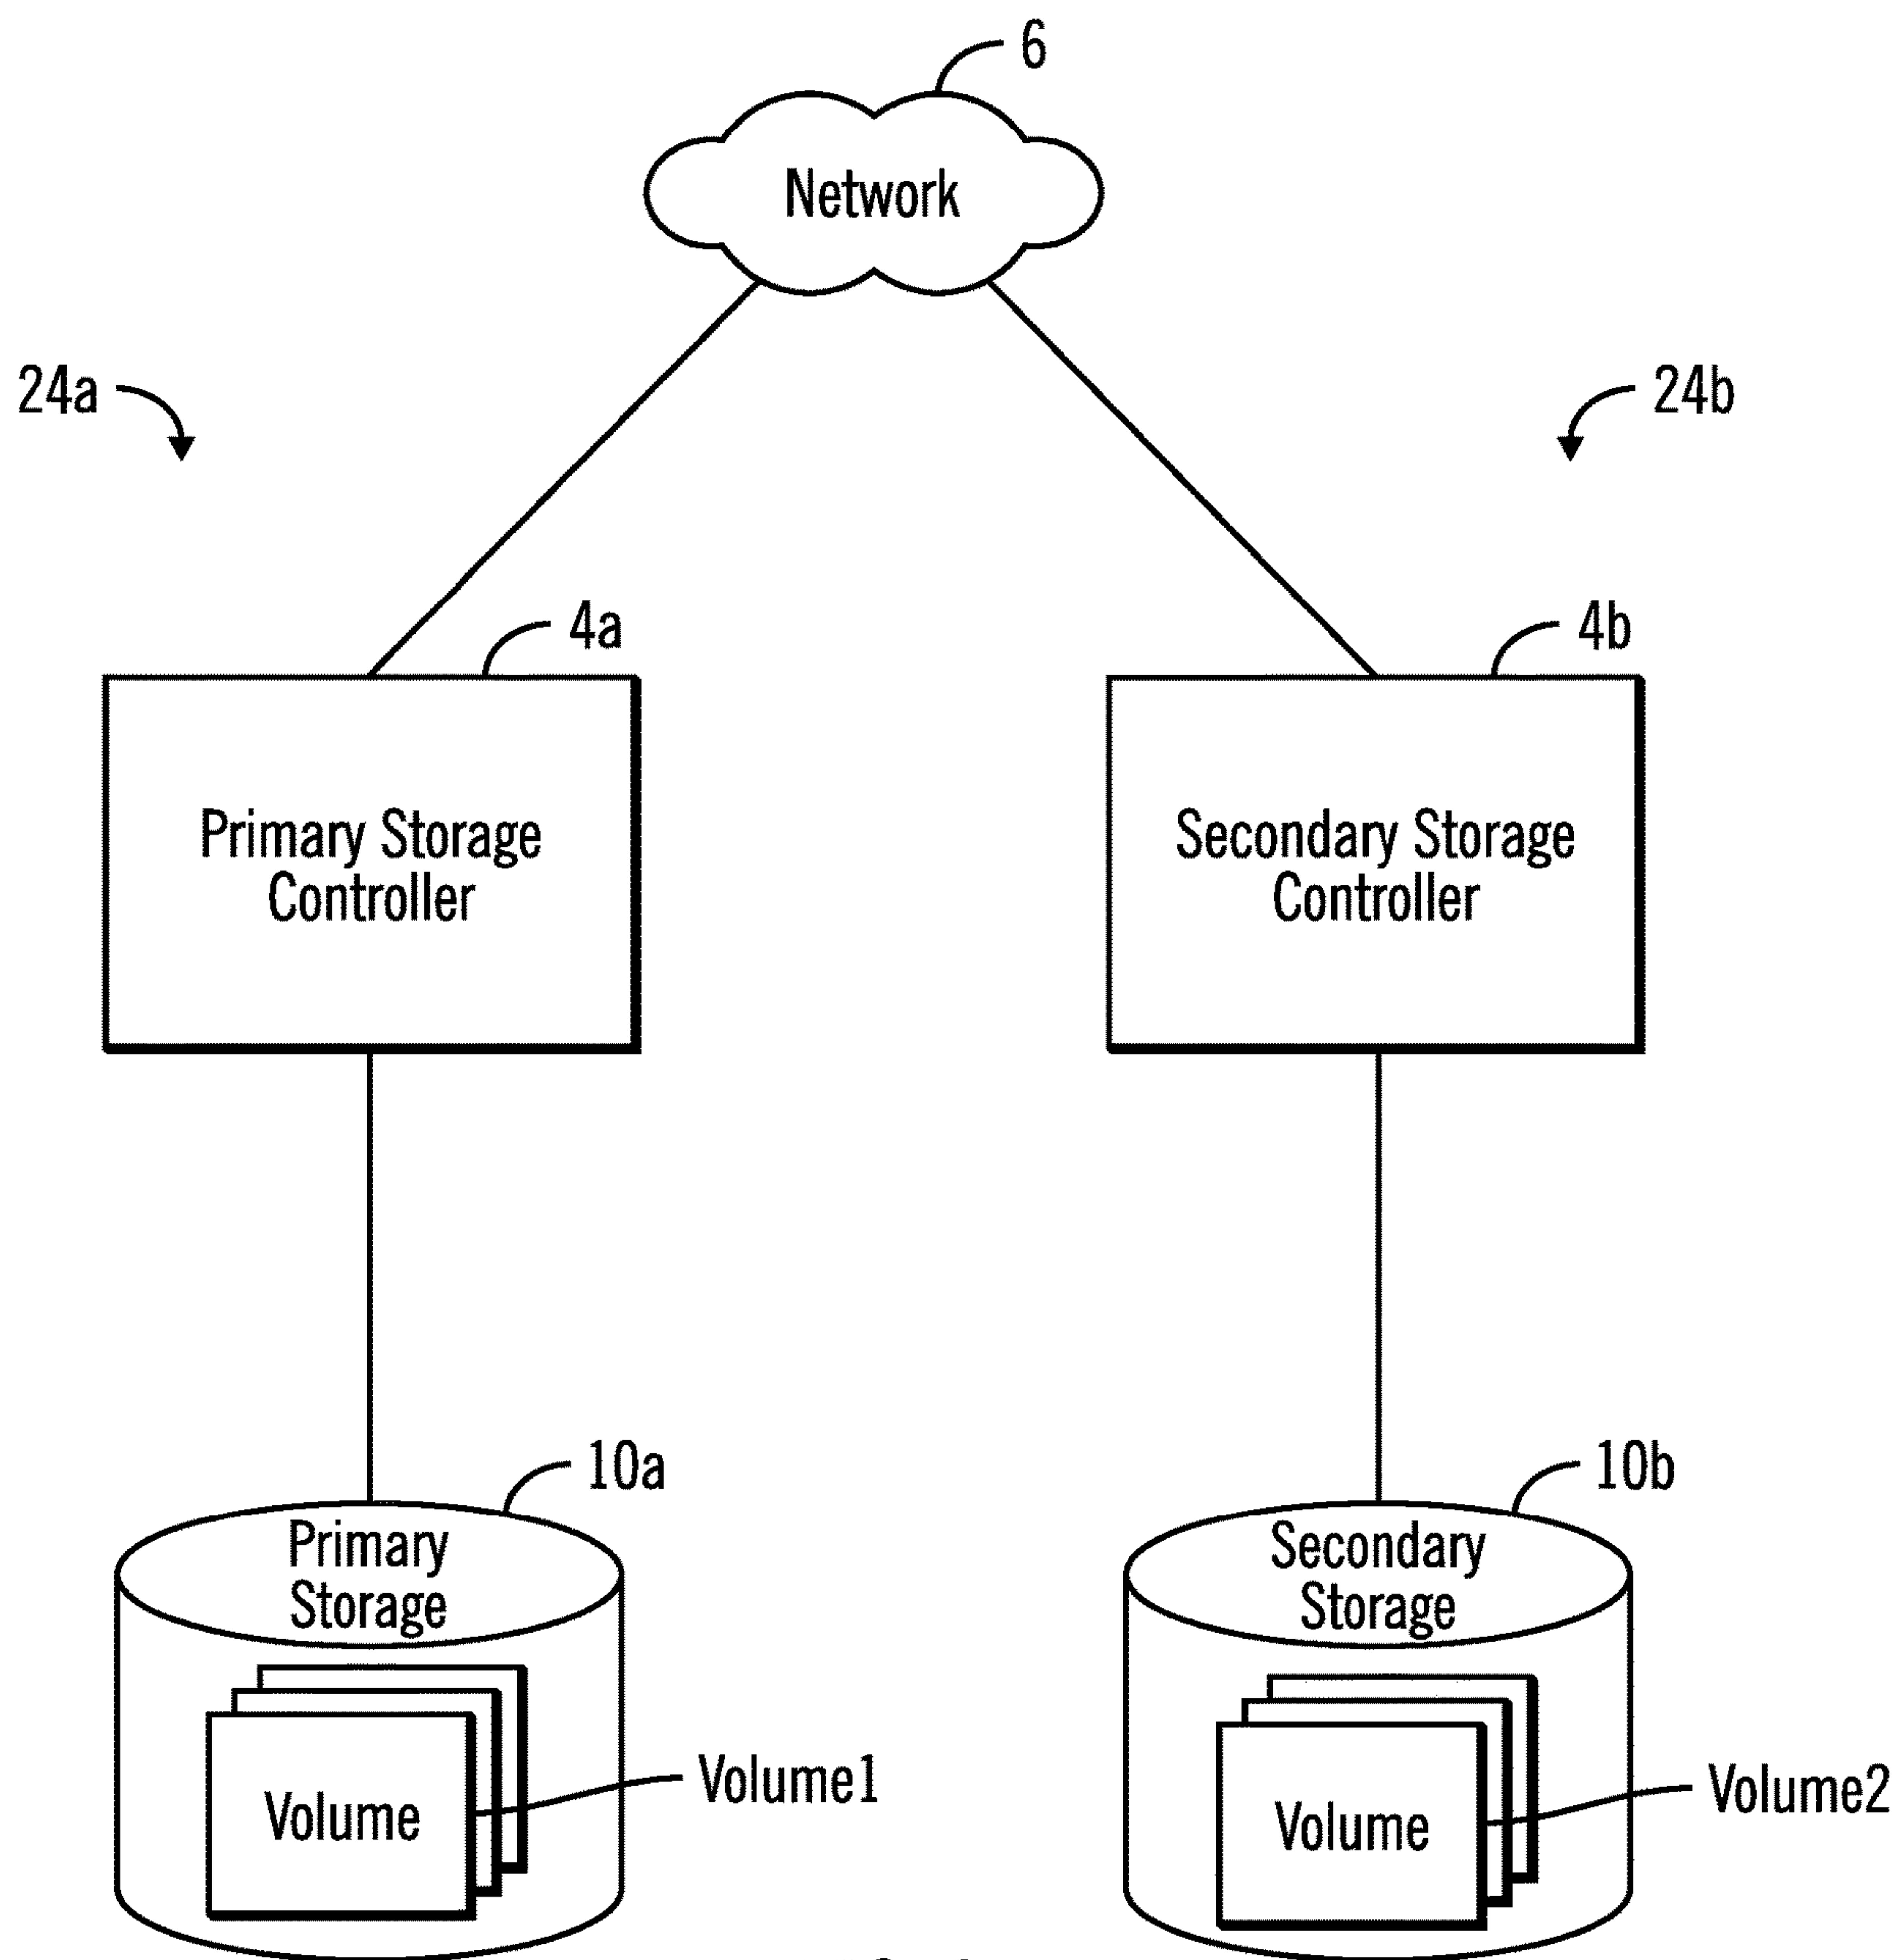 6
Network
24a
24b
4a
4b
Primary Storage
Controller
Secondary Storage
Controller
10a
10b
Primary
Storage
Secondary
Storage
Volume
Volume1
Volume
Volume2